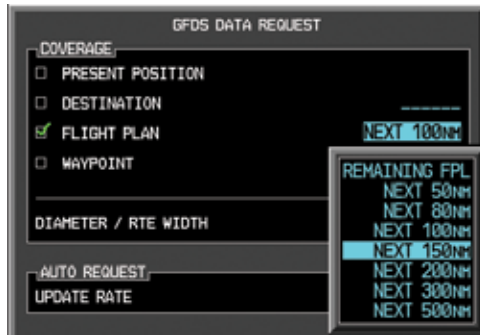 GFDS DATA REQUEST
COVERAGE
PRESENT POSITION
DESTINATION ______
FLIGHT PLAN NEXT 100NM
WAYPOINT
REMAINING FPL
NEXT 50NM
NEXT 80NM
NEXT 100NM
NEXT 150NM
NEXT 200NM
NEXT 300NM
NEXT 500NM
DIAMETER / RTE WIDTH
AUTO REQUEST
UPDATE RATE